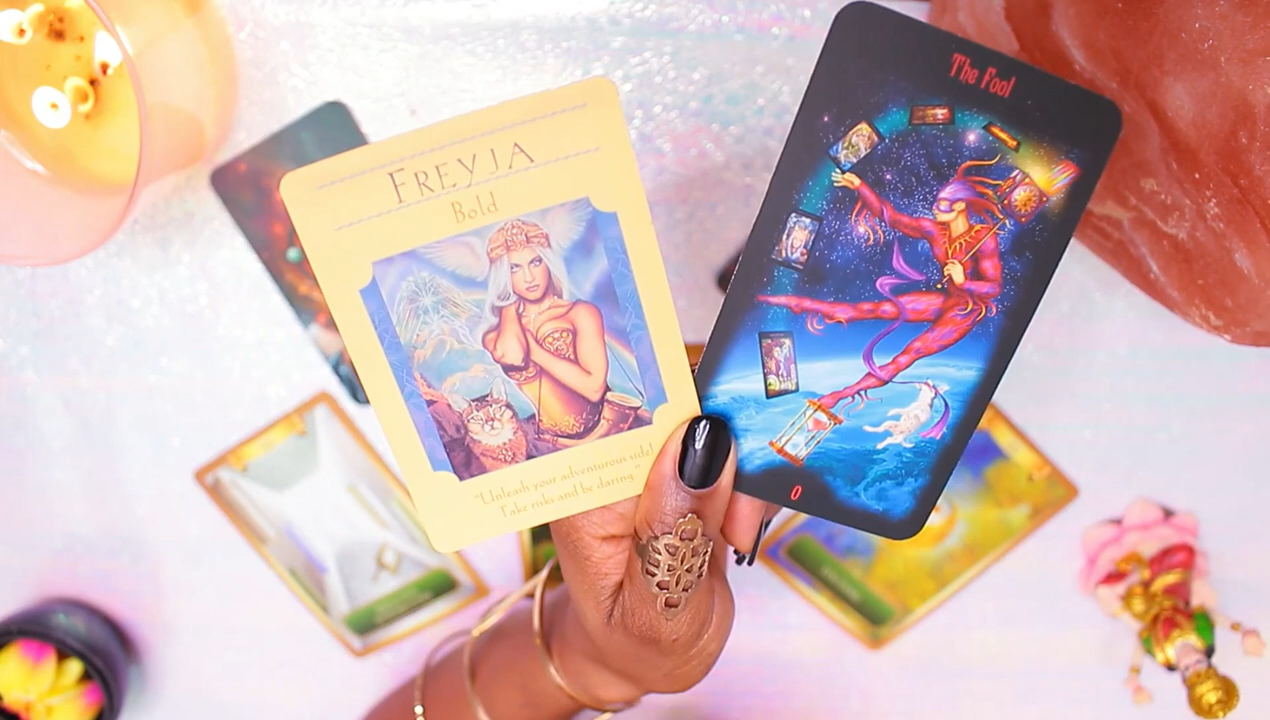 FREYJA
Bold
"Unleash your adventurous side!
Take risks and be daring."
The Fool
0